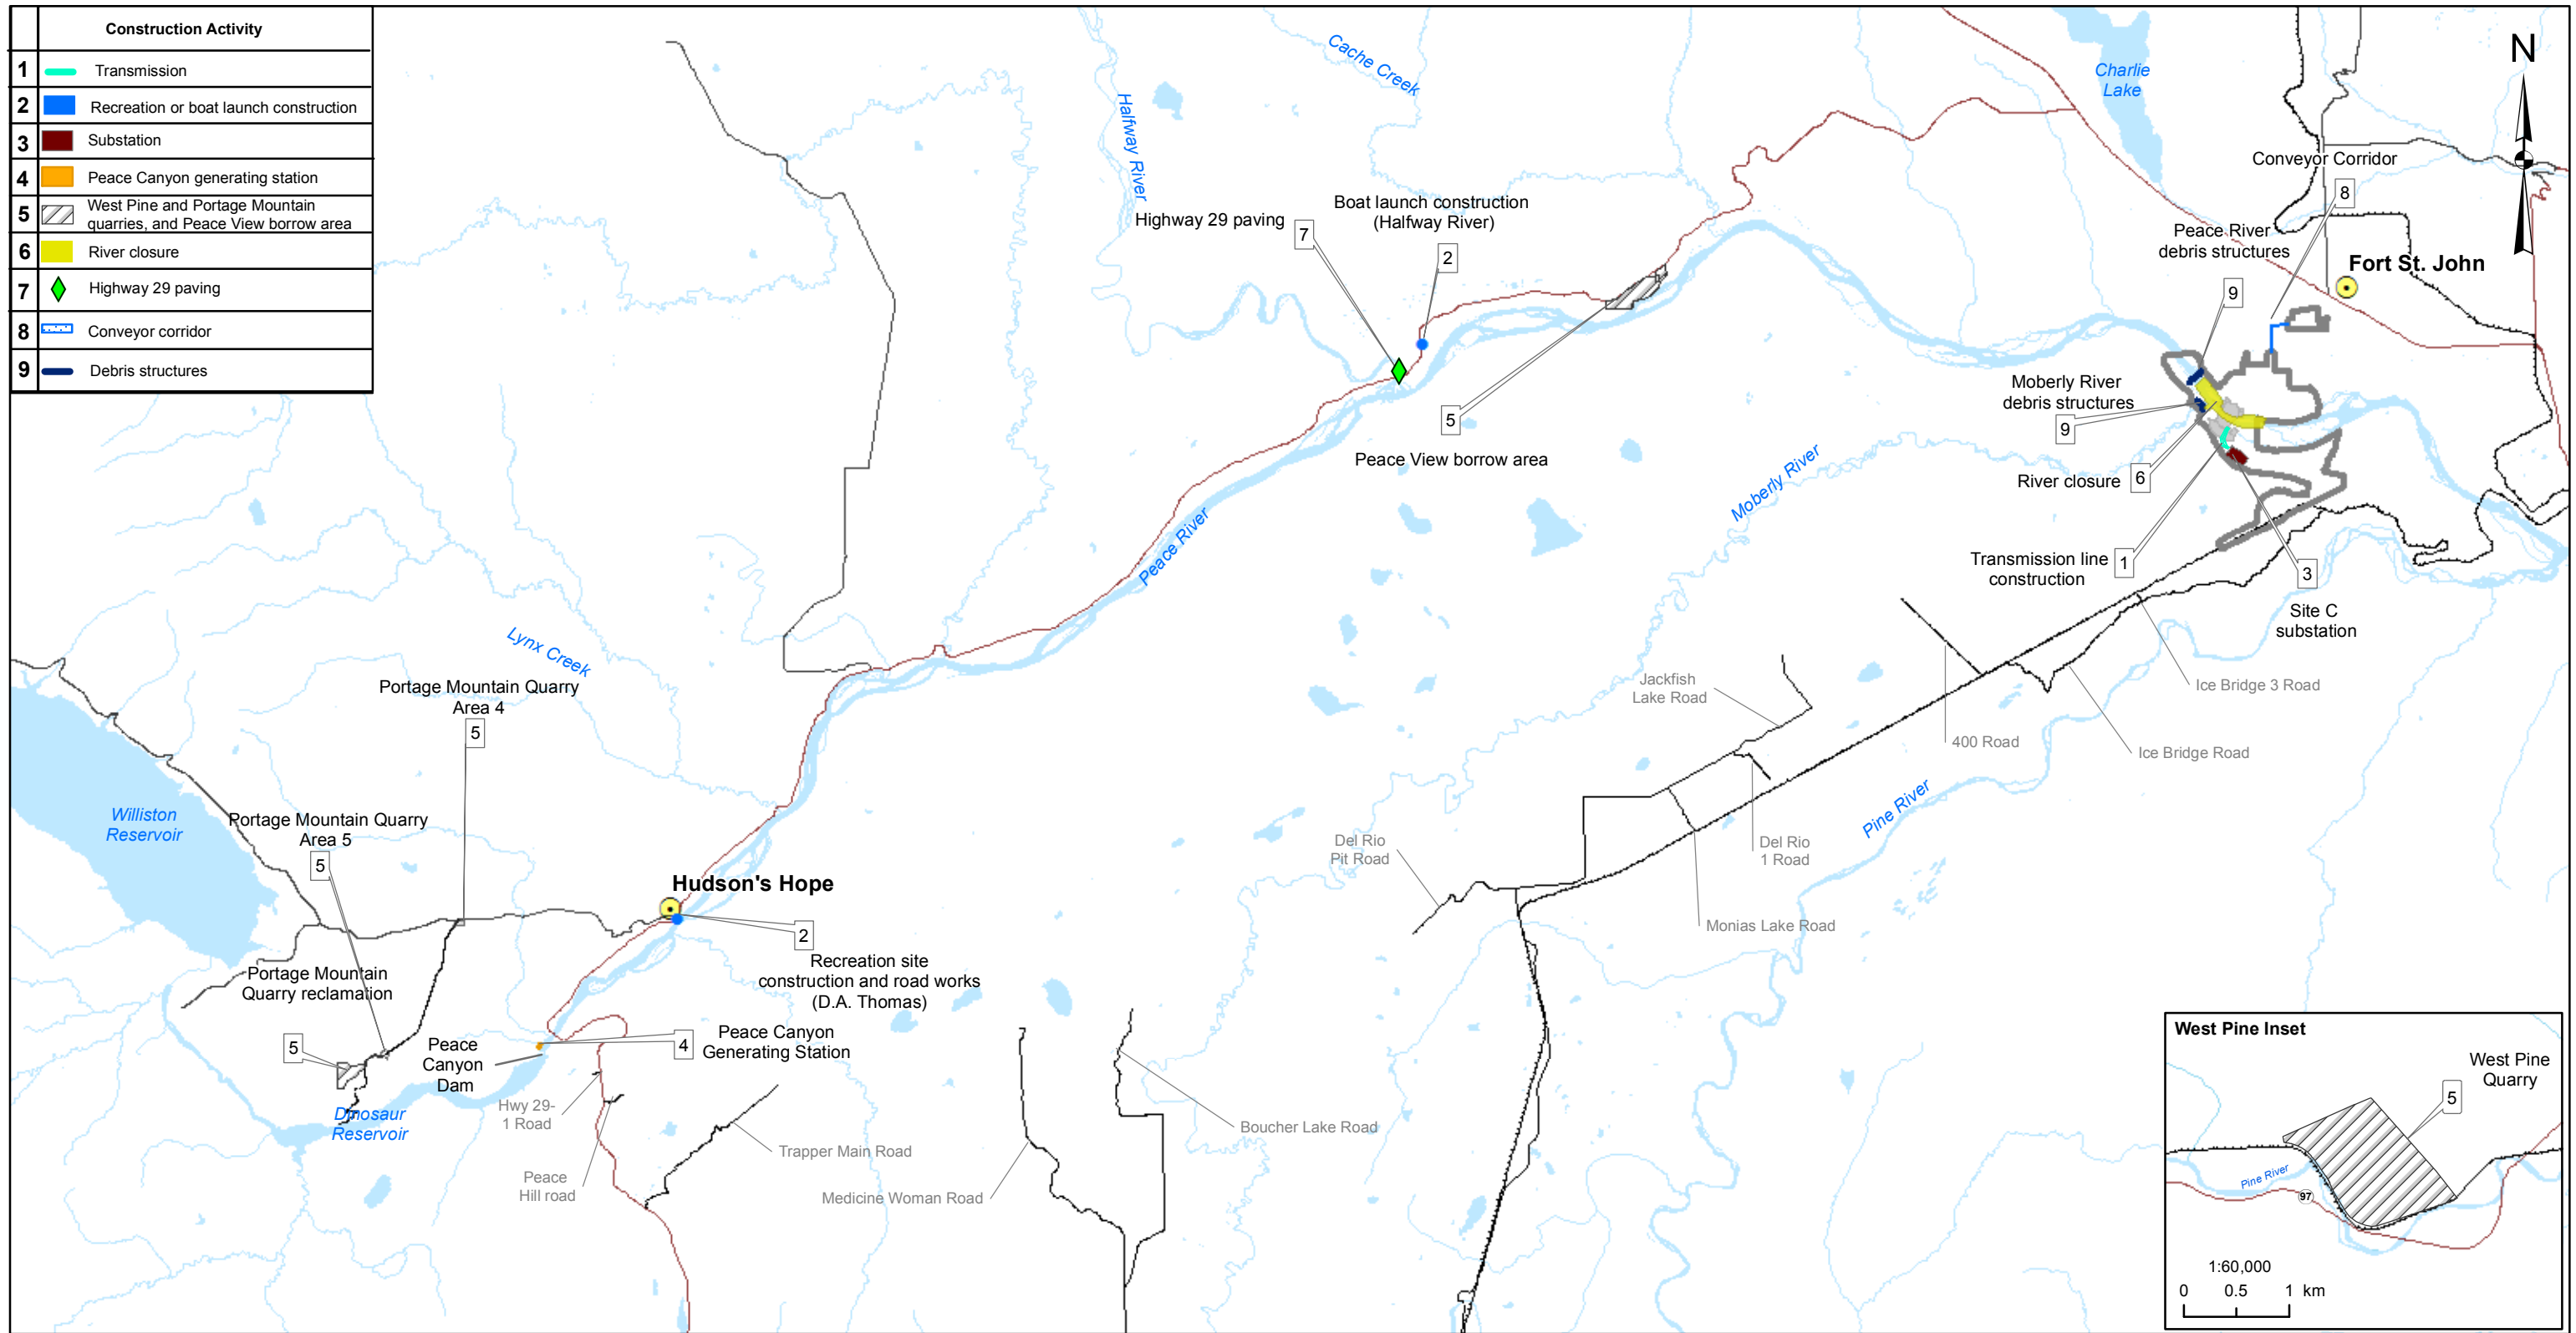 Construction Activity
1 Transmission
2 Recreation or boat launch construction
3 Substation
4 Peace Canyon generating station
5 West Pine and Portage Mountain
quarries, and Peace View borrow area
6 River closure
7 Highway 29 paving
8 Conveyor corridor
9 Debris structures
Halfway River
Cache Creek
Charlie
Lake
N
Conveyor Corridor
8
Highway 29 paving
7
Boat launch construction
(Halfway River)
2
Peace River
debris structures
9
Fort St. John
5
Peace View borrow area
Moberly River
debris structures
9
River closure
6
Moberly River
Peace River
Transmission line
construction
1
3
Site C
substation
Lynx Creek
Portage Mountain Quarry
Area 4
5
Jackfish
Lake Road
Ice Bridge 3 Road
400 Road
Ice Bridge Road
Williston
Reservoir
Portage Mountain Quarry
Area 5
5
Pine River
Del Rio
Pit Road
Del Rio
1 Road
Hudson's Hope
Monias Lake Road
2
Recreation site
construction and road works
(D.A. Thomas)
Portage Mountain
Quarry reclamation
5
Peace
Canyon
Dam
4
Peace Canyon
Generating Station
Dinosaur
Reservoir
Hwy 29-
1 Road
Peace
Hill road
Trapper Main Road
Medicine Woman Road
Boucher Lake Road
West Pine Inset
West Pine
Quarry
5
Pine River
97
1:60,000
0 0.5 1 km